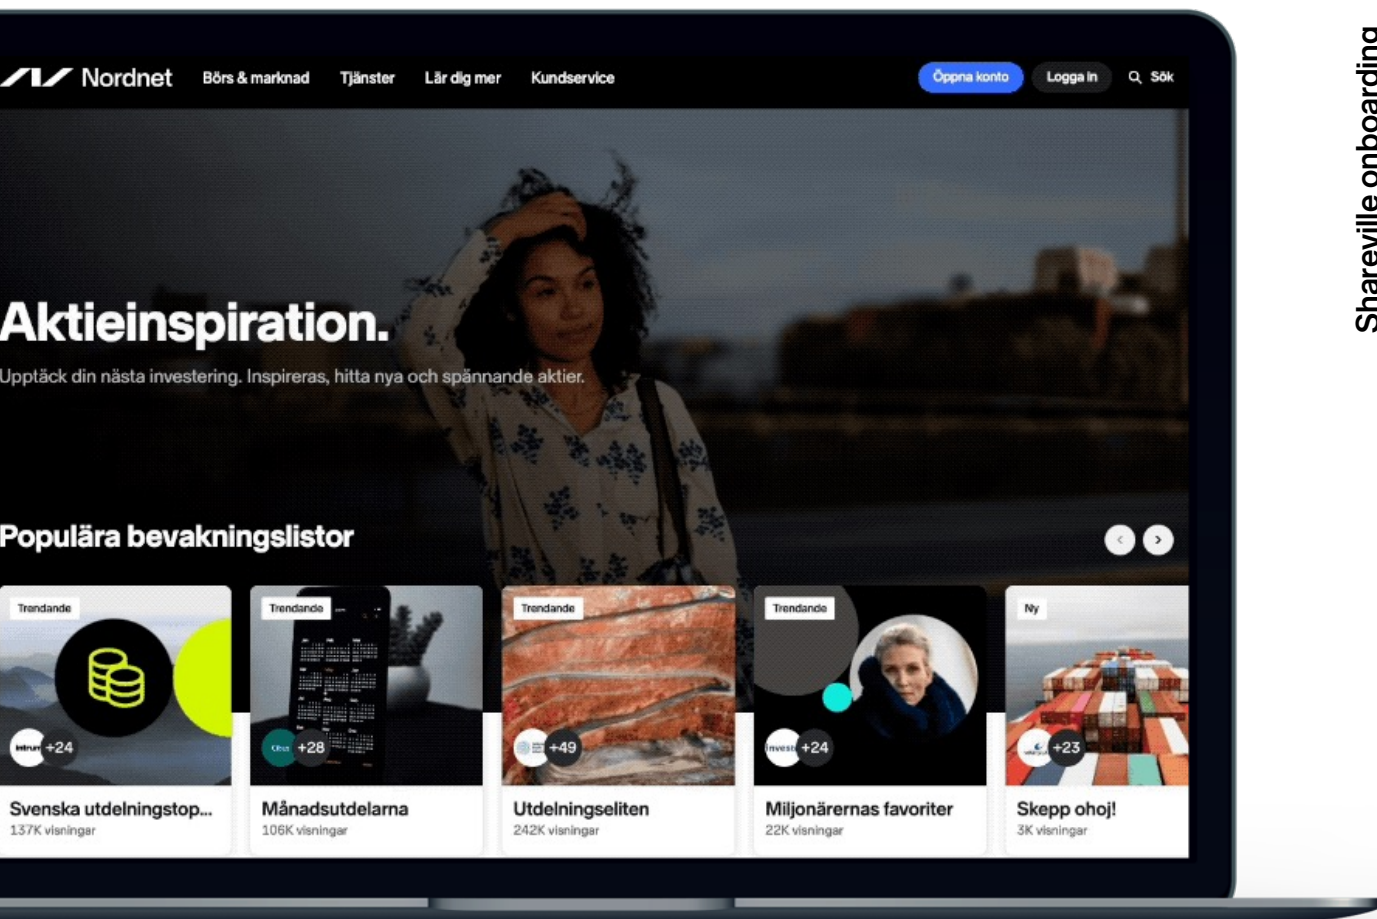 Nordnet
Börs & marknad
Tjänster
Lär dig mer
Kundservice
Öppna konto
Logga in
Sök
Aktieinspiration.
Upptäck din nästa investering. Inspireras, hitta nya och spännande aktier.
Populära bevakningslistor
Trendande
Trendande
Trendande
Trendande
Ny
+24
+28
+49
+24
+23
Svenska utdelningstop...
Månadsutdelarna
Utdelningseliten
Miljonärernas favoriter
Skepp ohoj!
137K visningar
106K visningar
242K visningar
22K visningar
3K visningar
Shareville onboarding